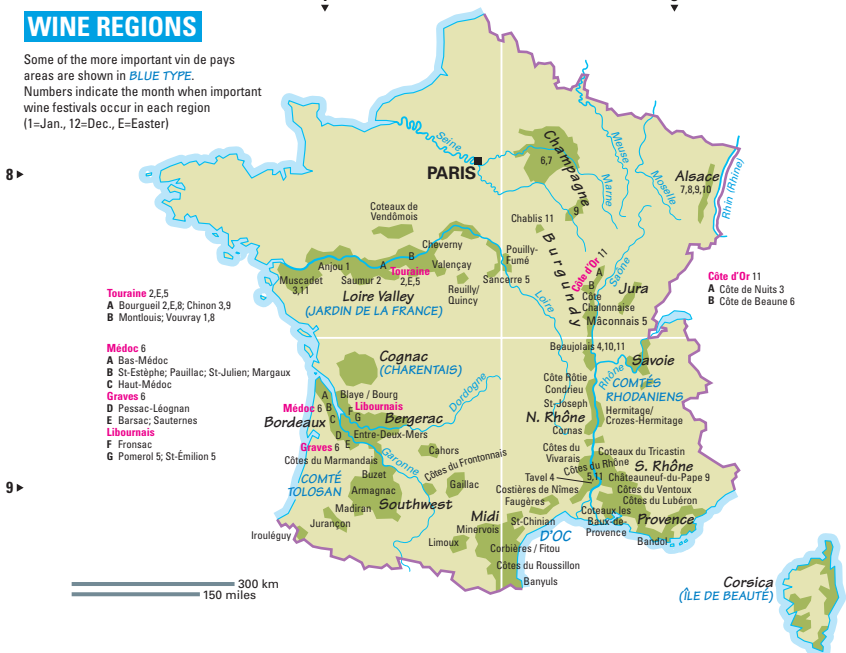 WINE REGIONS
Some of the more important vin de pays
areas are shown in BLUE TYPE.
Numbers indicate the month when important
wine festivals occur in each region
(1=Jan., 12=Dec., E=Easter)
8
9
Seine
PARIS
Champagne
6,7
9
Meuse
Marne
Moselle
Alsace
7,8,9,10
Rhin (Rhine)
Coteaux de
Vendômois
Chablis 11
Cheverny
Anjou 1
A
B
Valençay
Touraine
2,E,5
Muscadet
3,11
Saumur 2
Loire Valley
(JARDIN DE LA FRANCE)
Reuilly/
Quincy
Sancerre 5
Pouilly-
Fumé
Loire
Burgundy
Côte d'Or 11
A
B
Saône
Côte
Chalonnaise
Jura
Mâconnais 5
Côte d'Or 11
A Côte de Nuits 3
B Côte de Beaune 6
Touraine 2,E,5
A Bourgueil 2,E,8; Chinon 3,9
B Montlouis; Vouvray 1,8
Médoc 6
A Bas-Médoc
B St-Estèphe; Pauillac; St-Julien; Margaux
C Haut-Médoc
Graves 6
D Pessac-Léognan
E Barsac; Sauternes
Libournais
F Fronsac
G Pomerol 5; St-Émilion 5
Beaujolais 4,10,11
Savoie
Rhône
COMTÉS
RHODANIENS
Cognac
(CHARENTAIS)
Dordogne
Côte Rôtie
Condrieu
St-Joseph
N. Rhône
Cornas
Hermitage/
Crozes-Hermitage
A
B
C
Blaye / Bourg
Médoc 6
F
G
Libournais
Bordeaux
Bergerac
D
E
Entre-Deux-Mers
Graves 6
Garonne
Côtes du Marmandais
Cahors
Côtes du Frontonnais
COMTÉ
TOLOSAN
Buzet
Armagnac
Gaillac
Madiran
Southwest
Jurançon
Irouléguy
Côtes du
Vivarais
Coteaux du Tricastin
Côtes du Rhône
5,11
S. Rhône
Tavel 4
Châteauneuf-du-Pape 9
Costières de Nîmes
Côtes du Ventoux
Faugères
Côtes du Lubéron
Midi
Minervois
St-Chinian
Coteaux les
Baux-de-
Provence
Provence
D'OC
Bandol
Limoux
Corbières / Fitou
Côtes du Roussillon
Banyuls
300 km
150 miles
Corsica
(ÎLE DE BEAUTÉ)